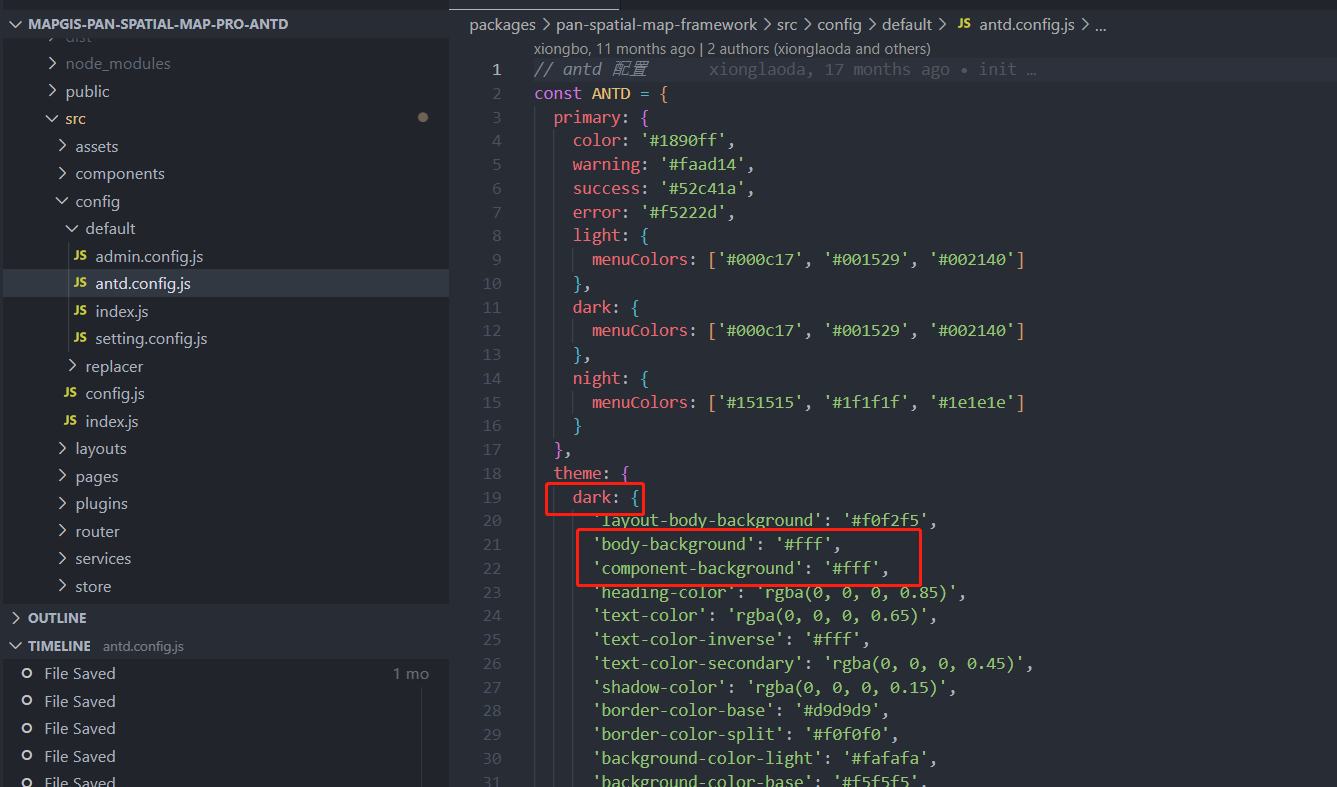 MAPGIS-PAN-SPATIAL-MAP-PRO-ANTD
dist
node_modules
public
src
assets
components
config
default
JS admin.config.js
JS antd.config.js
JS index.js
JS setting.config.js
replacer
JS config.js
JS index.js
layouts
pages
plugins
router
services
store
OUTLINE
TIMELINE antd.config.js
File Saved 1 mo
File Saved
File Saved
File Saved
File Saved
packages > pan-spatial-map-framework > src > config > default > JS antd.config.js > ...
xiongbo, 11 months ago | 2 authors (xionglaoda and others)
1 // antd 配置 xionglaoda, 17 months ago • init …
2 const ANTD = {
3 primary: {
4 color: '#1890ff',
5 warning: '#faad14',
6 success: '#52c41a',
7 error: '#f5222d',
8 light: {
9 menuColors: ['#000c17', '#001529', '#002140']
10 },
11 dark: {
12 menuColors: ['#000c17', '#001529', '#002140']
13 },
14 night: {
15 menuColors: ['#151515', '#1f1f1f', '#1e1e1e']
16 }
17 },
18 theme: {
19 dark: {
20 'layout-body-background': '#f0f2f5',
21 'body-background': '#fff',
22 'component-background': '#fff',
23 'heading-color': 'rgba(0, 0, 0, 0.85)',
24 'text-color': 'rgba(0, 0, 0, 0.65)',
25 'text-color-inverse': '#fff',
26 'text-color-secondary': 'rgba(0, 0, 0, 0.45)',
27 'shadow-color': 'rgba(0, 0, 0, 0.15)',
28 'border-color-base': '#d9d9d9',
29 'border-color-split': '#f0f0f0',
30 'background-color-light': '#fafafa',
31 'background-color-base': '#f5f5f5',